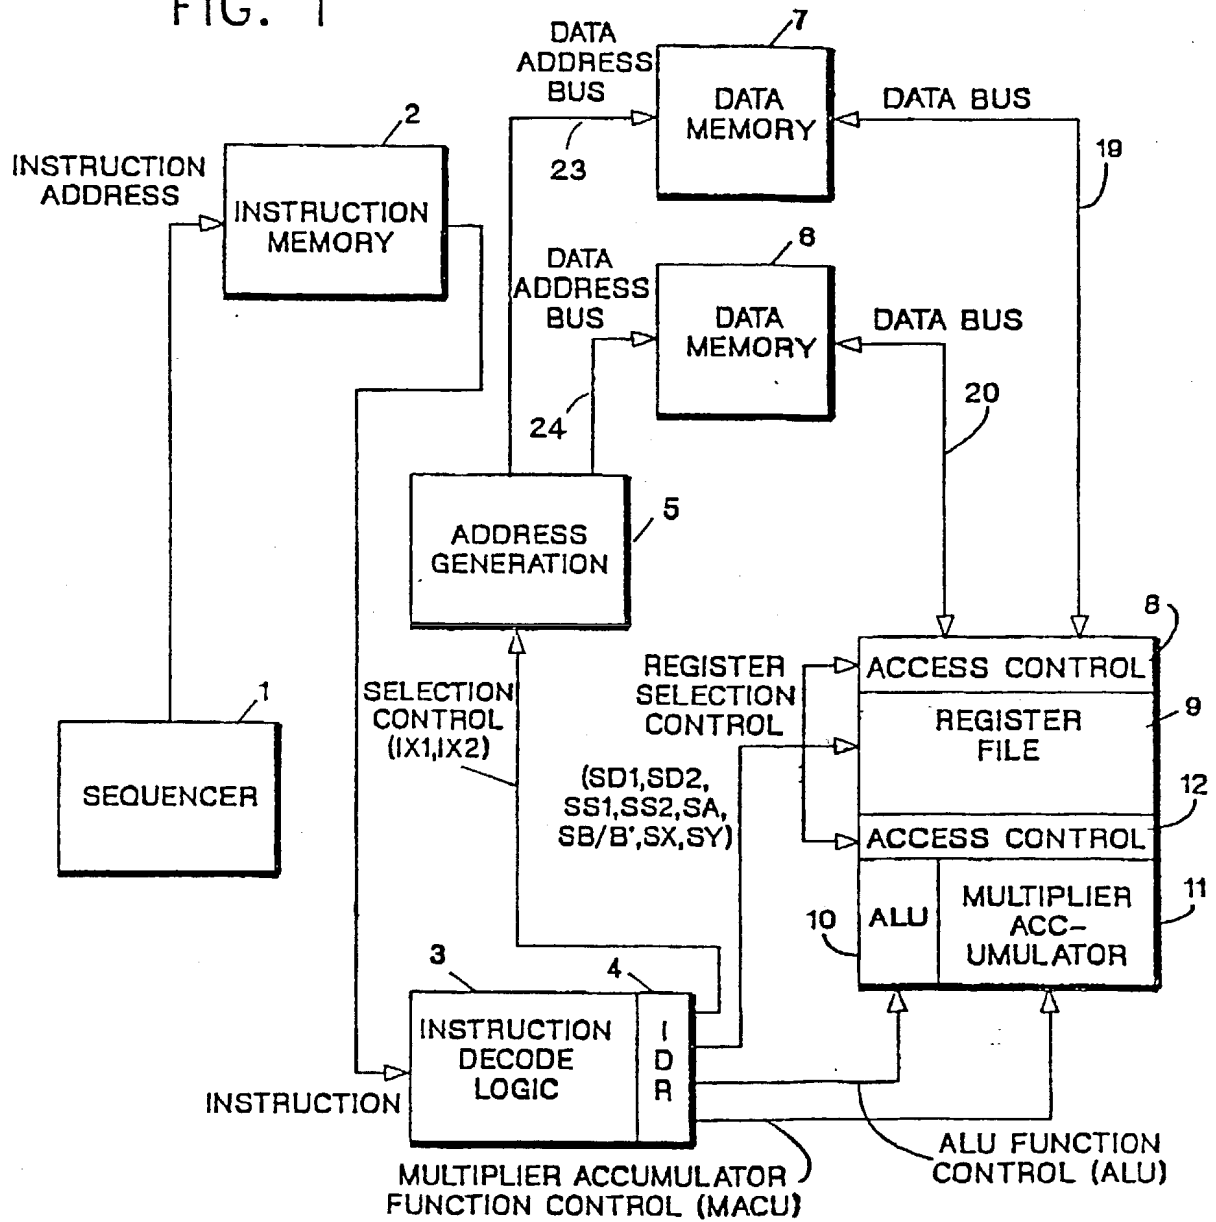 FIG. 1
7
DATA
ADDRESS
BUS
DATA
MEMORY
DATA BUS
23
19
2
INSTRUCTION
ADDRESS
INSTRUCTION
MEMORY
6
DATA
ADDRESS
BUS
DATA
MEMORY
DATA BUS
24
20
5
ADDRESS
GENERATION
8
ACCESS CONTROL
REGISTER
SELECTION
CONTROL
SELECTION
CONTROL
(IX1,IX2)
1
SEQUENCER
REGISTER
FILE
9
(SD1,SD2,
SS1,SS2,SA,
SB/B',SX,SY)
12
ACCESS CONTROL
10
ALU
MULTIPLIER
ACC-
UMULATOR
11
3
4
INSTRUCTION
DECODE
LOGIC
I
D
R
INSTRUCTION
MULTIPLIER ACCUMULATOR
FUNCTION CONTROL (MACU)
ALU FUNCTION
CONTROL (ALU)